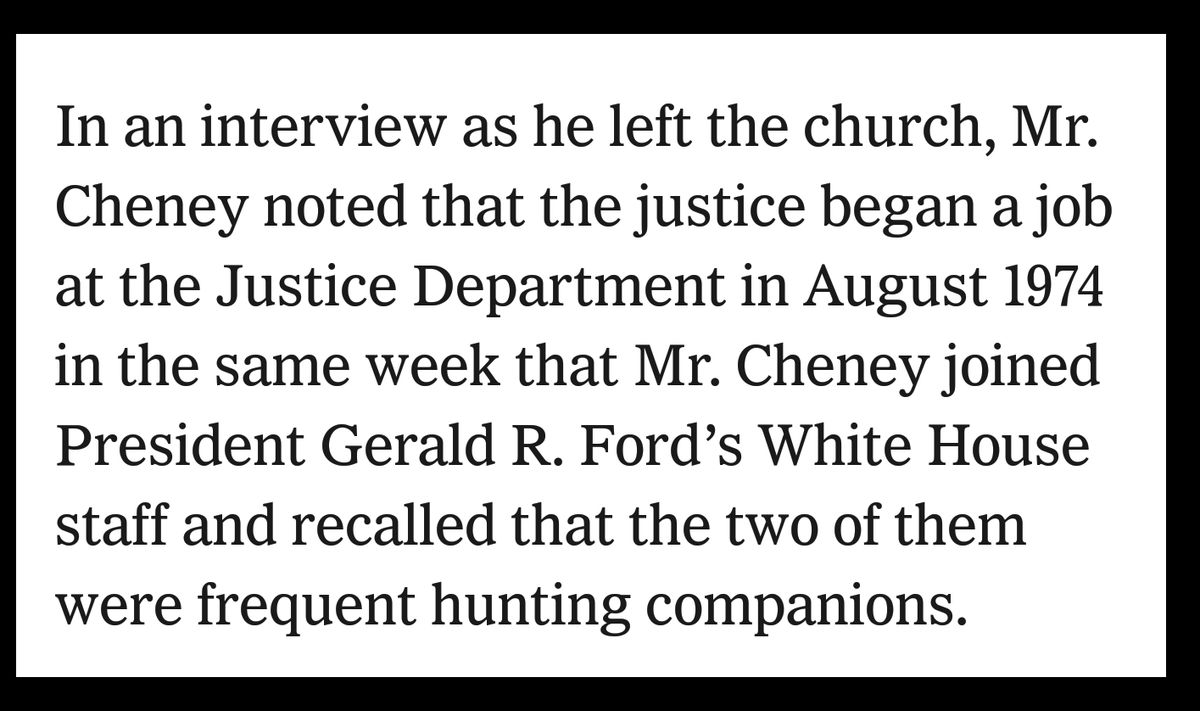 In an interview as he left the church, Mr.
Cheney noted that the justice began a job
at the Justice Department in August 1974
in the same week that Mr. Cheney joined
President Gerald R. Ford’s White House
staff and recalled that the two of them
were frequent hunting companions.